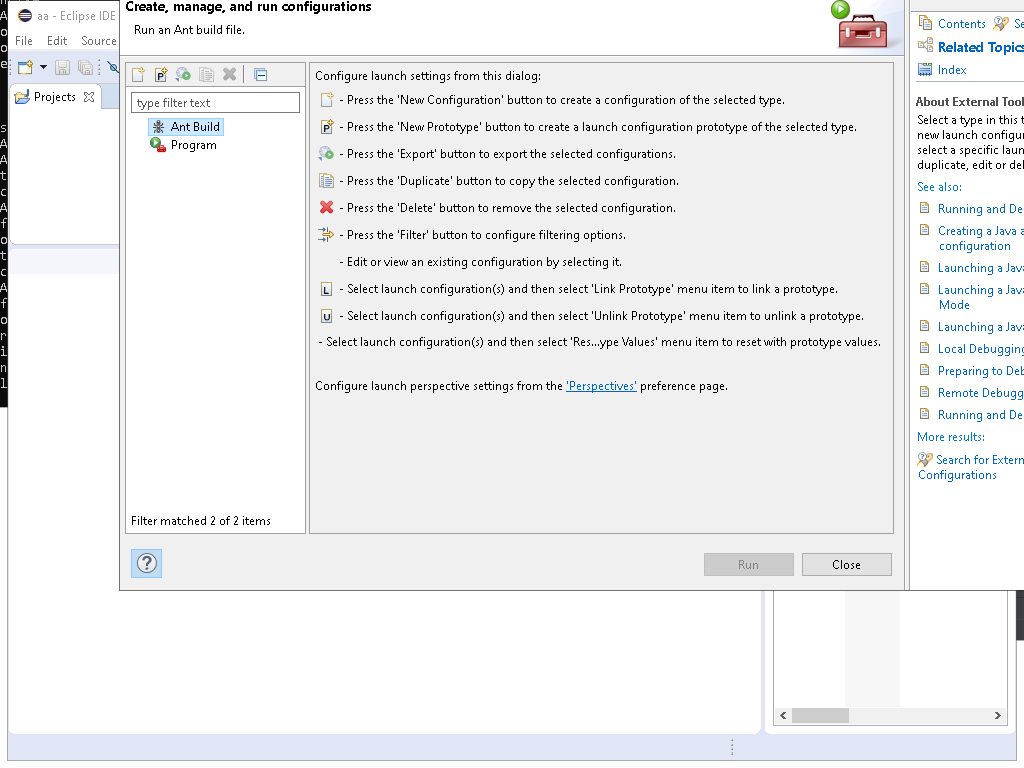 aa - Eclipse IDE
File Edit Source
Projects
Create, manage, and run configurations
Run an Ant build file.
type filter text
Ant Build
Program
Filter matched 2 of 2 items
Configure launch settings from this dialog:
- Press the 'New Configuration' button to create a configuration of the selected type.
- Press the 'New Prototype' button to create a launch configuration prototype of the selected type.
- Press the 'Export' button to export the selected configurations.
- Press the 'Duplicate' button to copy the selected configuration.
- Press the 'Delete' button to remove the selected configuration.
- Press the 'Filter' button to configure filtering options.
- Edit or view an existing configuration by selecting it.
L - Select launch configuration(s) and then select 'Link Prototype' menu item to link a prototype.
U - Select launch configuration(s) and then select 'Unlink Prototype' menu item to unlink a prototype.
- Select launch configuration(s) and then select 'Res...ype Values' menu item to reset with prototype values.
Configure launch perspective settings from the 'Perspectives' preference page.
Run Close
Contents Se
Related Topics
Index
About External Tool
Select a type in this t
new launch configu
select a specific laun
duplicate, edit or del
See also:
Running and De
Creating a Java a
configuration
Launching a Java
Launching a Java
Mode
Launching a Java
Local Debugging
Preparing to Deb
Remote Debugg
Running and De
More results:
Search for Extern
Configurations